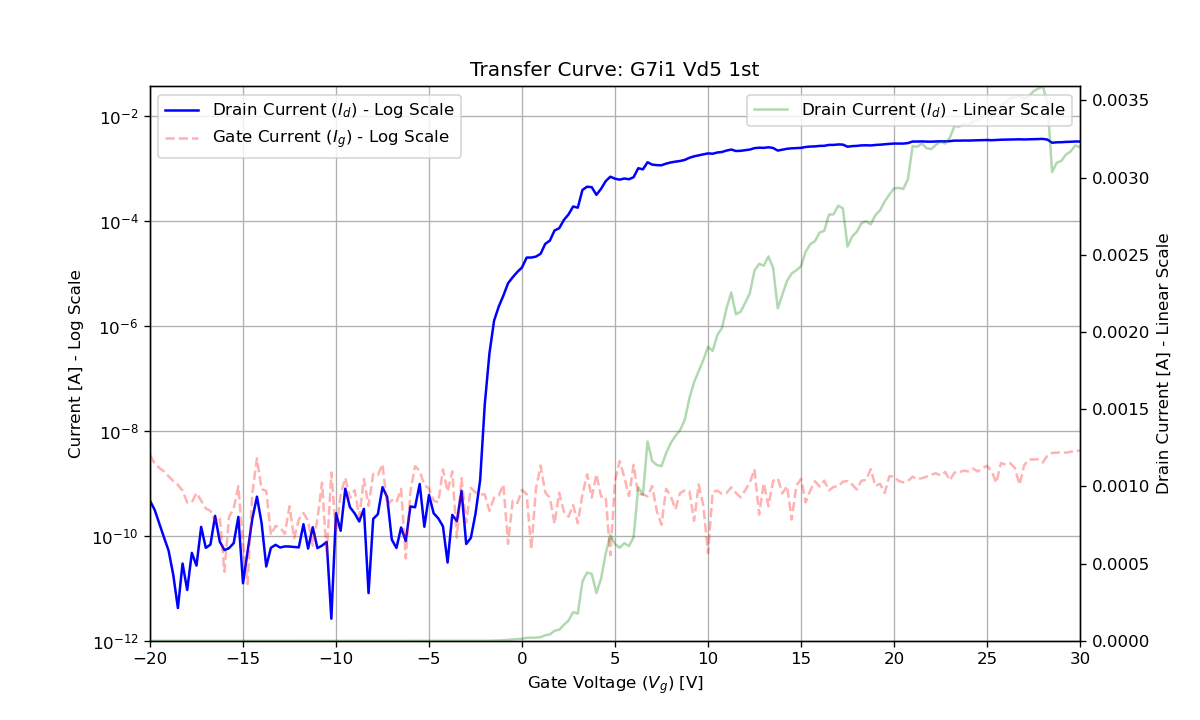 Transfer Curve: G7i1 Vd5 1st
Drain Current (I_d) - Log Scale
Gate Current (I_g) - Log Scale
Drain Current (I_d) - Linear Scale
Current [A] - Log Scale
10^−2
10^−4
10^−6
10^−8
10^−10
10^−12
0.0035
0.0030
0.0025
0.0020
0.0015
0.0010
0.0005
0.0000
Drain Current [A] - Linear Scale
−20 −15 −10 −5 0 5 10 15 20 25 30
Gate Voltage (V_g) [V]